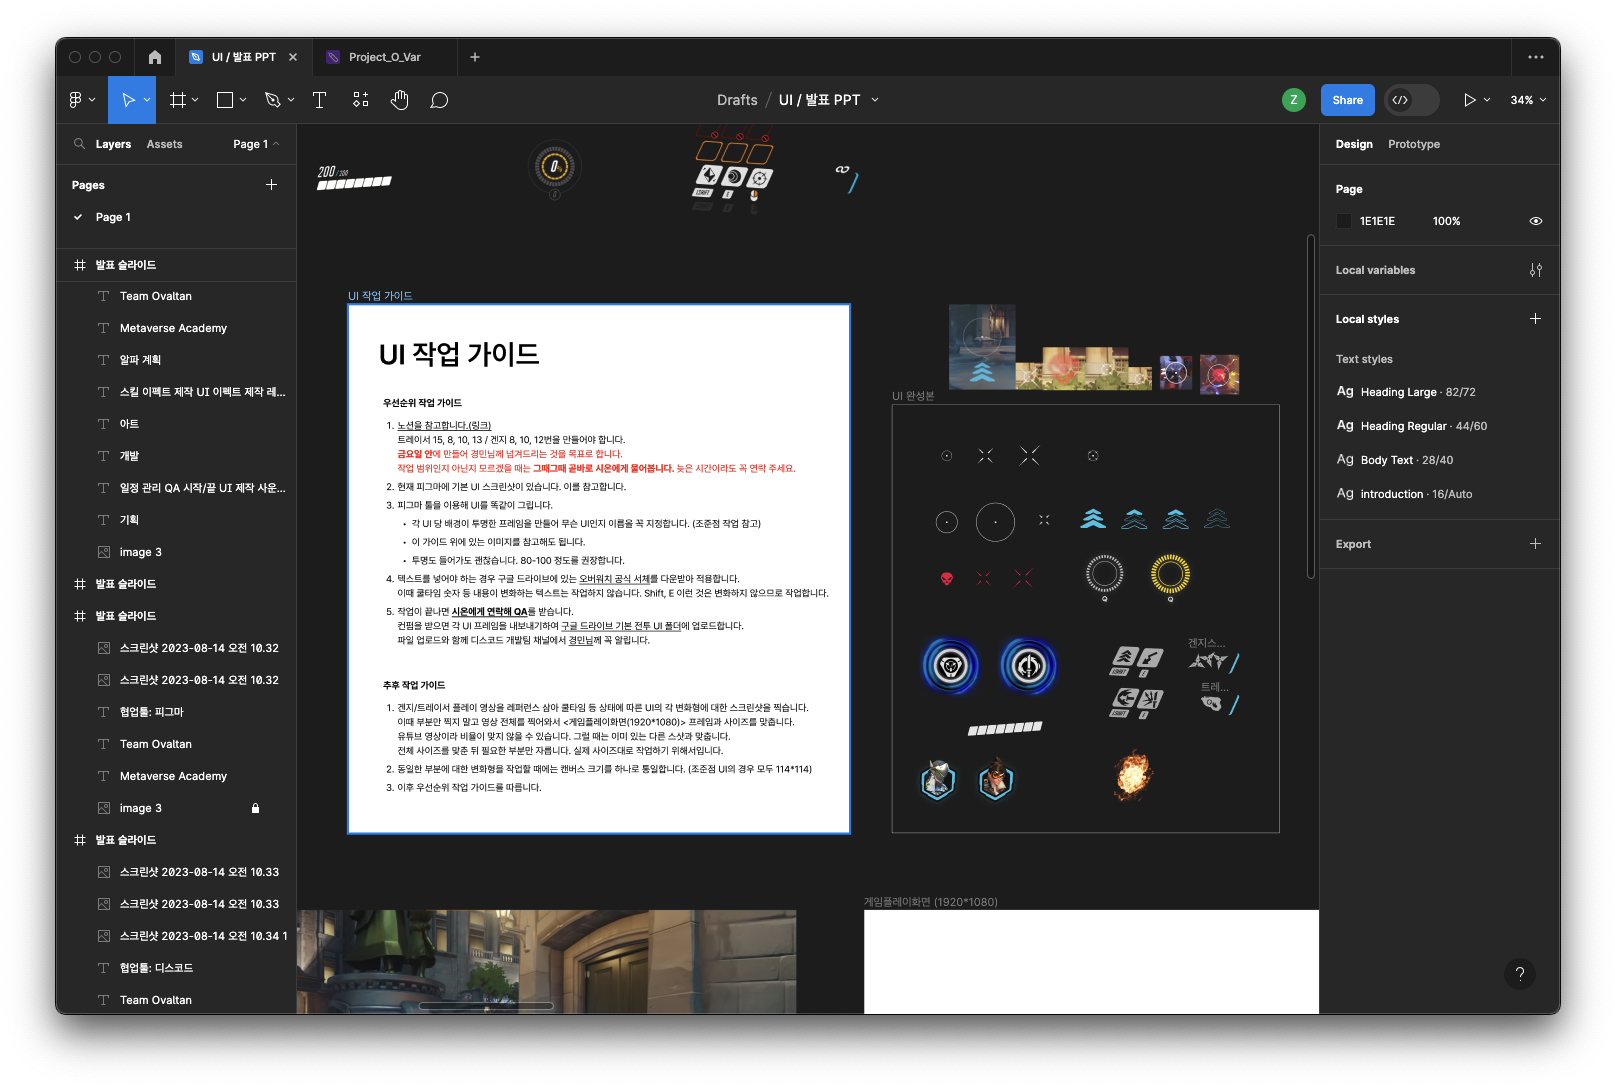 UI / 발표 PPT
Project_O_Var
Drafts / UI / 발표 PPT
Z
Share
34%
Layers
Assets
Page 1
Pages
Page 1
발표 슬라이드
Team Ovaltan
Metaverse Academy
알파 계획
스킬 이펙트 제작 UI 이펙트 제작 레...
아트
개발
일정 관리 QA 시작/끝 UI 제작 사운...
기획
image 3
발표 슬라이드
발표 슬라이드
스크린샷 2023-08-14 오전 10.32
스크린샷 2023-08-14 오전 10.32
협업툴: 피그마
Team Ovaltan
Metaverse Academy
image 3
발표 슬라이드
스크린샷 2023-08-14 오전 10.33
스크린샷 2023-08-14 오전 10.33
스크린샷 2023-08-14 오전 10.34 1
협업툴: 디스코드
Team Ovaltan
200
UI 작업 가이드
UI 작업 가이드
우선순위 작업 가이드
1. 노션을 참고합니다.(링크)
트레이서 15, 8, 10, 13 / 겐지 8, 10, 12번을 만들어야 합니다.
금요일 안에 만들어 경민님께 넘겨드리는 것을 목표로 합니다.
작업 범위인지 아닌지 모르겠을 때는 그때그때 곧바로 시온에게 물어봅니다. 늦은 시간이라도 꼭 연락 주세요.
2. 현재 피그마에 기본 UI 스크린샷이 있습니다. 이를 참고합니다.
3. 피그마 툴을 이용해 UI를 똑같이 그립니다.
• 각 UI 당 배경이 투명한 프레임을 만들어 무슨 UI인지 이름을 꼭 지정합니다. (조준점 작업 참고)
• 이 가이드 위에 있는 이미지를 참고해도 됩니다.
• 투명도 들어가도 괜찮습니다. 80-100 정도를 권장합니다.
4. 텍스트를 넣어야 하는 경우 구글 드라이브에 있는 오버워치 공식 서체를 다운받아 적용합니다.
이때 쿨타임 숫자 등 내용이 변화하는 텍스트는 작업하지 않습니다. Shift, E 이런 것은 변화하지 않으므로 작업합니다.
5. 작업이 끝나면 시온에게 연락해 QA를 받습니다.
컨펌을 받으면 각 UI 프레임을 내보내기하여 구글 드라이브 기본 전투 UI 폴더에 업로드합니다.
파일 업로드와 함께 디스코드 개발팀 채널에서 경민님께 꼭 알립니다.
추후 작업 가이드
1. 겐지/트레이서 플레이 영상을 레퍼런스 삼아 쿨타임 등 상태에 따른 UI의 각 변화형에 대한 스크린샷을 찍습니다.
이때 부분만 찍지 말고 영상 전체를 찍어와서 <게임플레이화면(1920*1080)> 프레임과 사이즈를 맞춥니다.
유튜브 영상이라 비율이 맞지 않을 수 있습니다. 그럴 때는 이미 있는 다른 스샷과 맞춥니다.
전체 사이즈를 맞춘 뒤 필요한 부분만 자릅니다. 실제 사이즈대로 작업하기 위해서입니다.
2. 동일한 부분에 대한 변화형을 작업할 때에는 캔버스 크기를 하나로 통일합니다. (조준점 UI의 경우 모두 114*114)
3. 이후 우선순위 작업 가이드를 따릅니다.
UI 완성본
Q
Q
겐지스...
트레...
게임플레이화면 (1920*1080)
Design
Prototype
Page
1E1E1E
100%
Local variables
Local styles
Text styles
Ag Heading Large · 82/72
Ag Heading Regular · 44/60
Ag Body Text · 28/40
Ag introduction · 16/Auto
Export
?